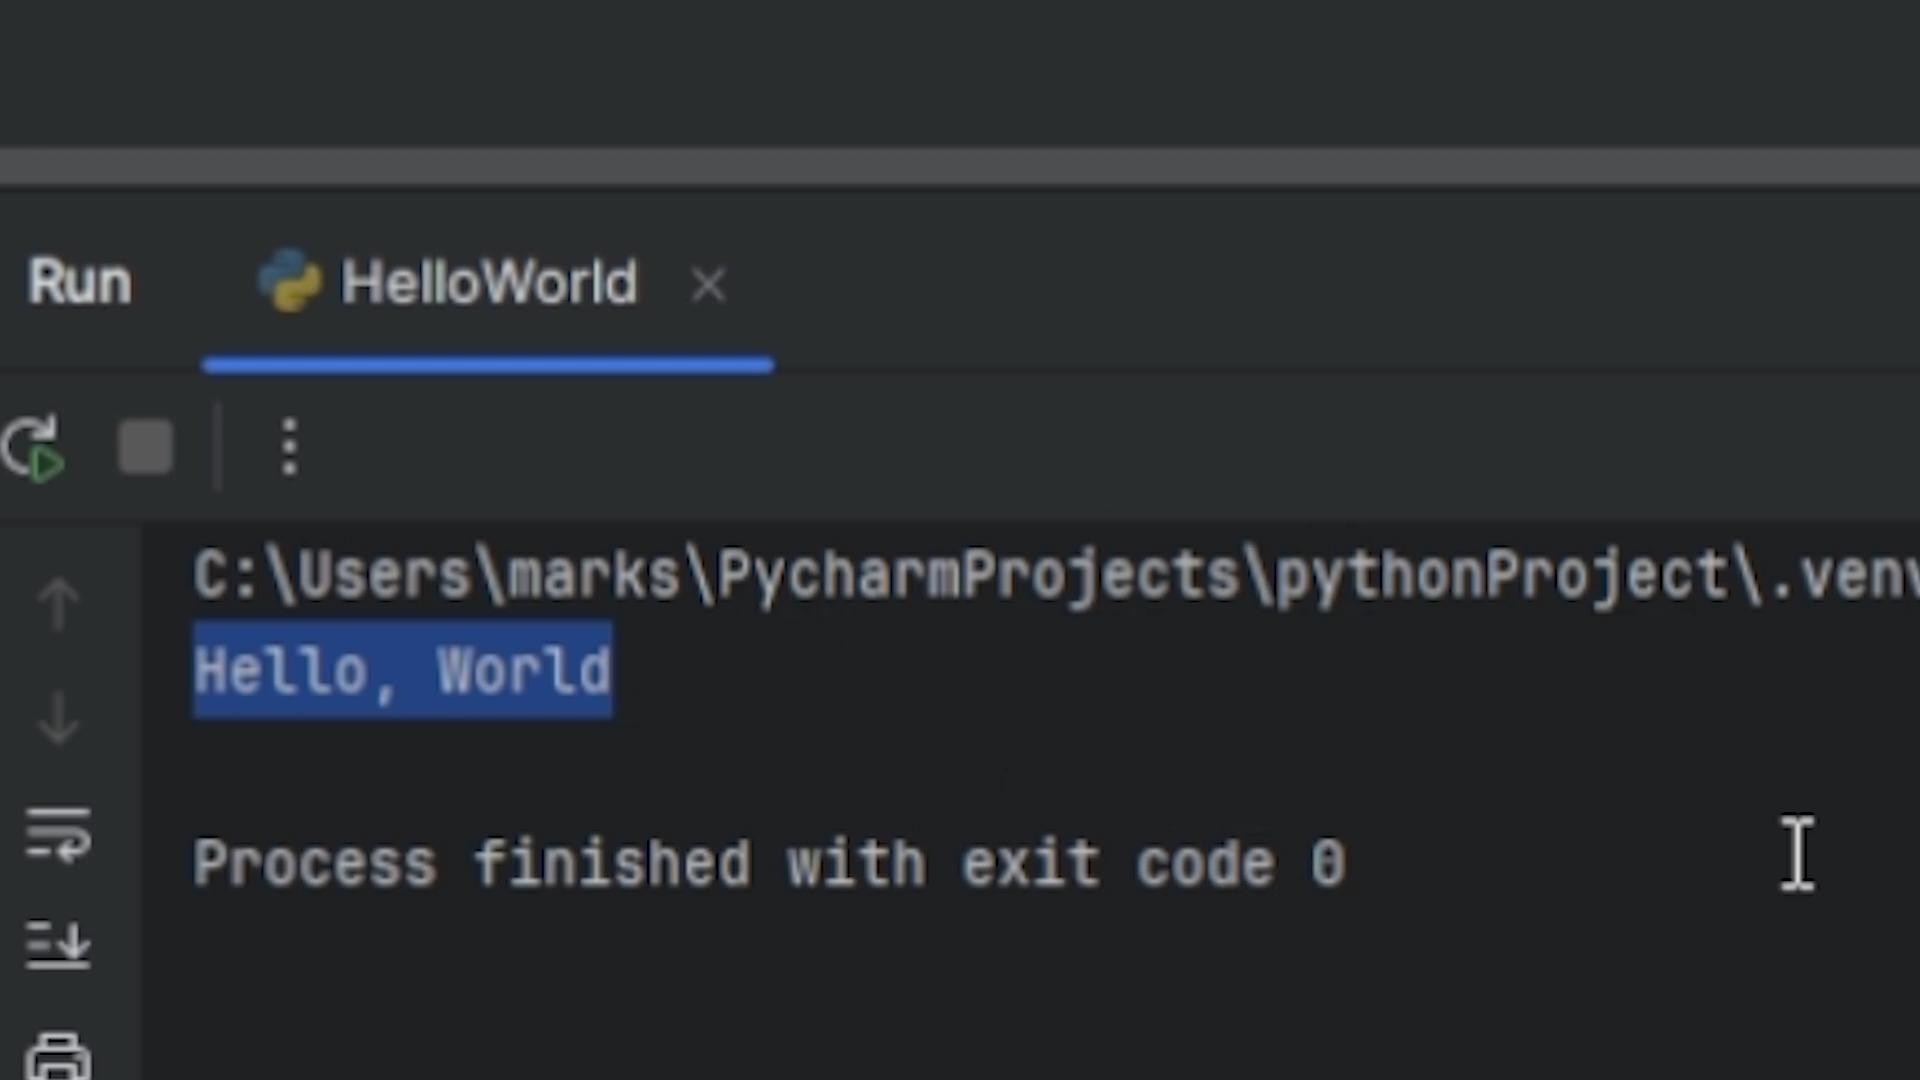 Run HelloWorld
C:\Users\marks\PycharmProjects\pythonProject\.venv
Hello, World
Process finished with exit code 0